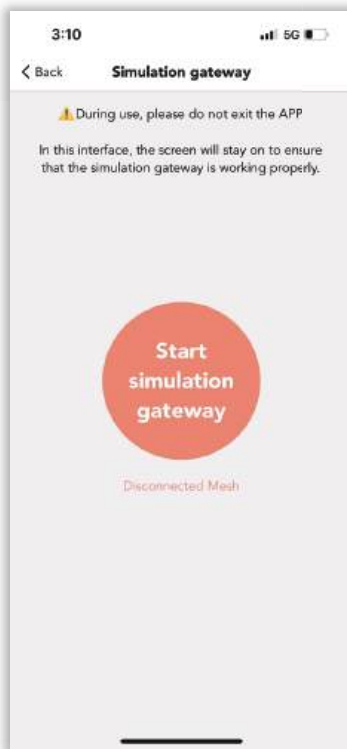 3:10
5G
Back
Simulation gateway
⚠️During use, please do not exit the APP
In this interface, the screen will stay on to ensure
that the simulation gateway is working properly.
Start
simulation
gateway
Disconnected Mesh